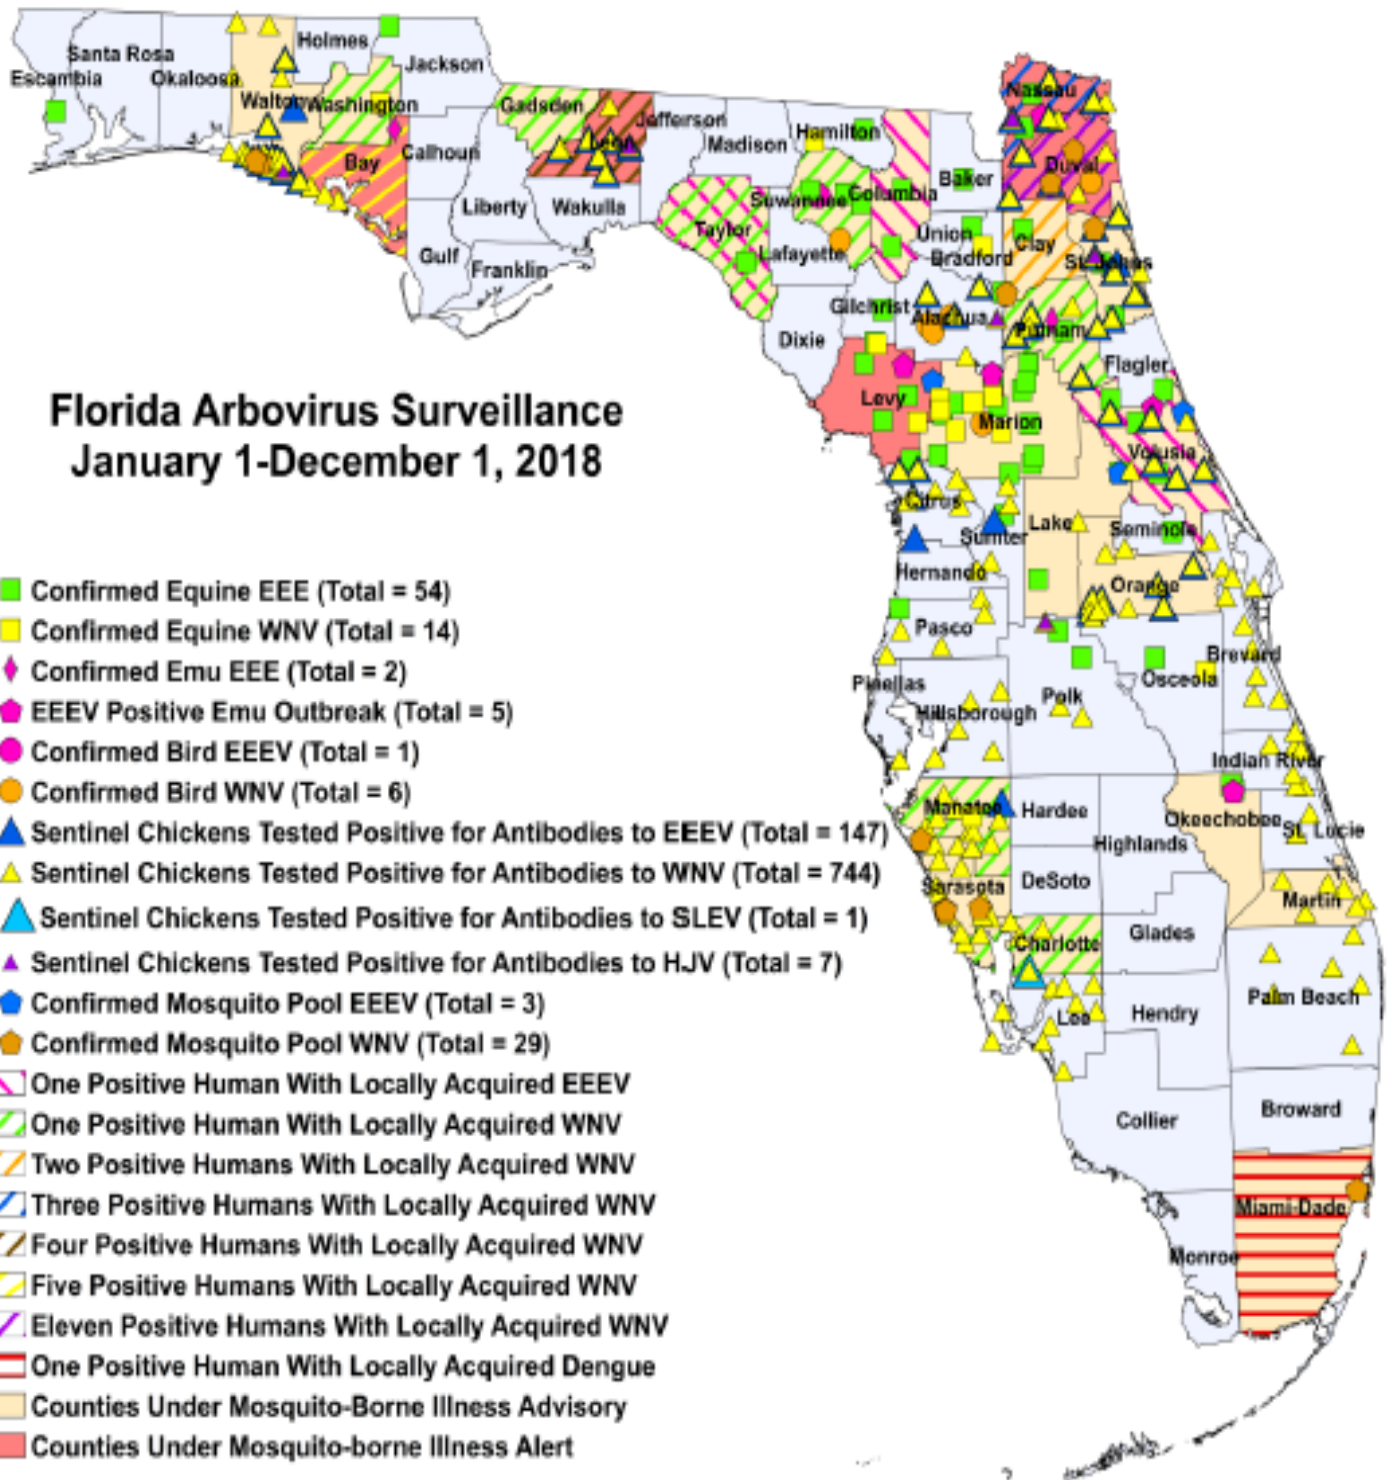 Florida Arbovirus Surveillance
January 1-December 1, 2018
Confirmed Equine EEE (Total = 54)
Confirmed Equine WNV (Total = 14)
Confirmed Emu EEE (Total = 2)
EEEV Positive Emu Outbreak (Total = 5)
Confirmed Bird EEEV (Total = 1)
Confirmed Bird WNV (Total = 6)
Sentinel Chickens Tested Positive for Antibodies to EEEV (Total = 147)
Sentinel Chickens Tested Positive for Antibodies to WNV (Total = 744)
Sentinel Chickens Tested Positive for Antibodies to SLEV (Total = 1)
Sentinel Chickens Tested Positive for Antibodies to HJV (Total = 7)
Confirmed Mosquito Pool EEEV (Total = 3)
Confirmed Mosquito Pool WNV (Total = 29)
One Positive Human With Locally Acquired EEEV
One Positive Human With Locally Acquired WNV
Two Positive Humans With Locally Acquired WNV
Three Positive Humans With Locally Acquired WNV
Four Positive Humans With Locally Acquired WNV
Five Positive Humans With Locally Acquired WNV
Eleven Positive Humans With Locally Acquired WNV
One Positive Human With Locally Acquired Dengue
Counties Under Mosquito-Borne Illness Advisory
Counties Under Mosquito-borne Illness Alert
Escambia
Santa Rosa
Okaloosa
Walton
Holmes
Washington
Jackson
Bay
Calhoun
Gulf
Liberty
Franklin
Gadsden
Leon
Wakulla
Jefferson
Madison
Taylor
Hamilton
Suwannee
Lafayette
Columbia
Baker
Nassau
Duval
Union
Bradford
Clay
St. Johns
Gilchrist
Alachua
Putnam
Dixie
Flagler
Levy
Marion
Volusia
Citrus
Sumter
Lake
Seminole
Hernando
Orange
Pasco
Brevard
Pinellas
Hillsborough
Polk
Osceola
Indian River
Manatee
Hardee
Okeechobee
St. Lucie
Highlands
Sarasota
DeSoto
Martin
Charlotte
Glades
Lee
Hendry
Palm Beach
Collier
Broward
Miami-Dade
Monroe